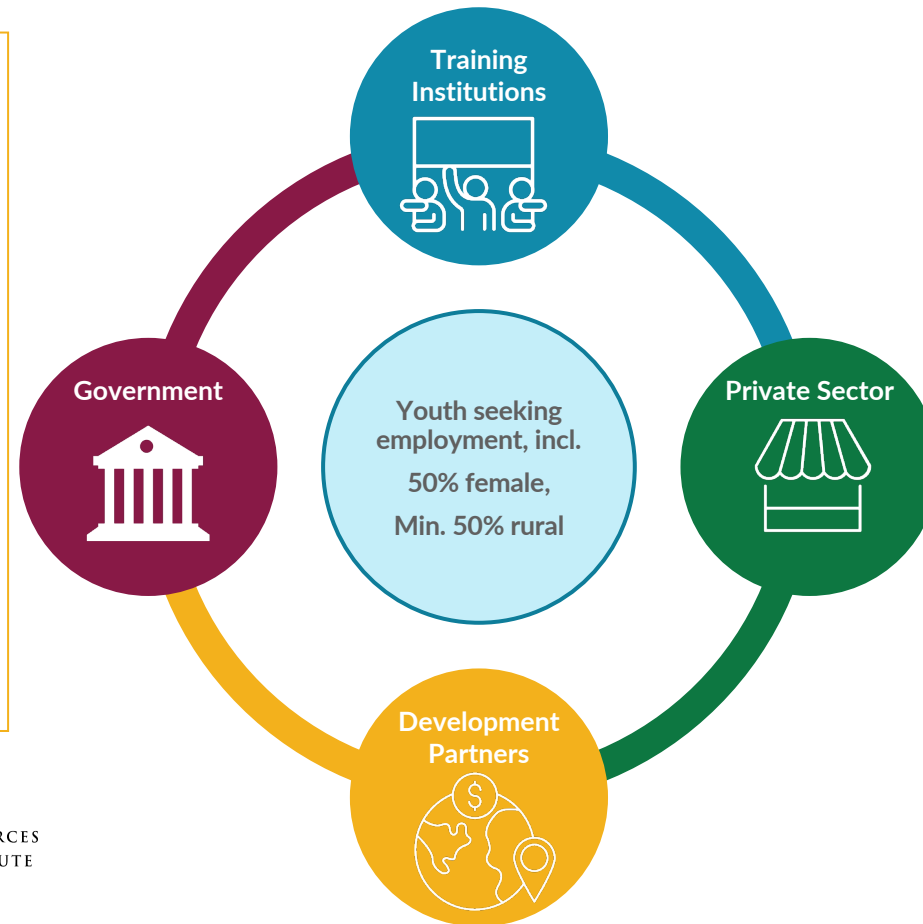 Training
Institutions
Government
Private Sector
Youth seeking
employment, incl.
50% female,
Min. 50% rural
Development
Partners
$